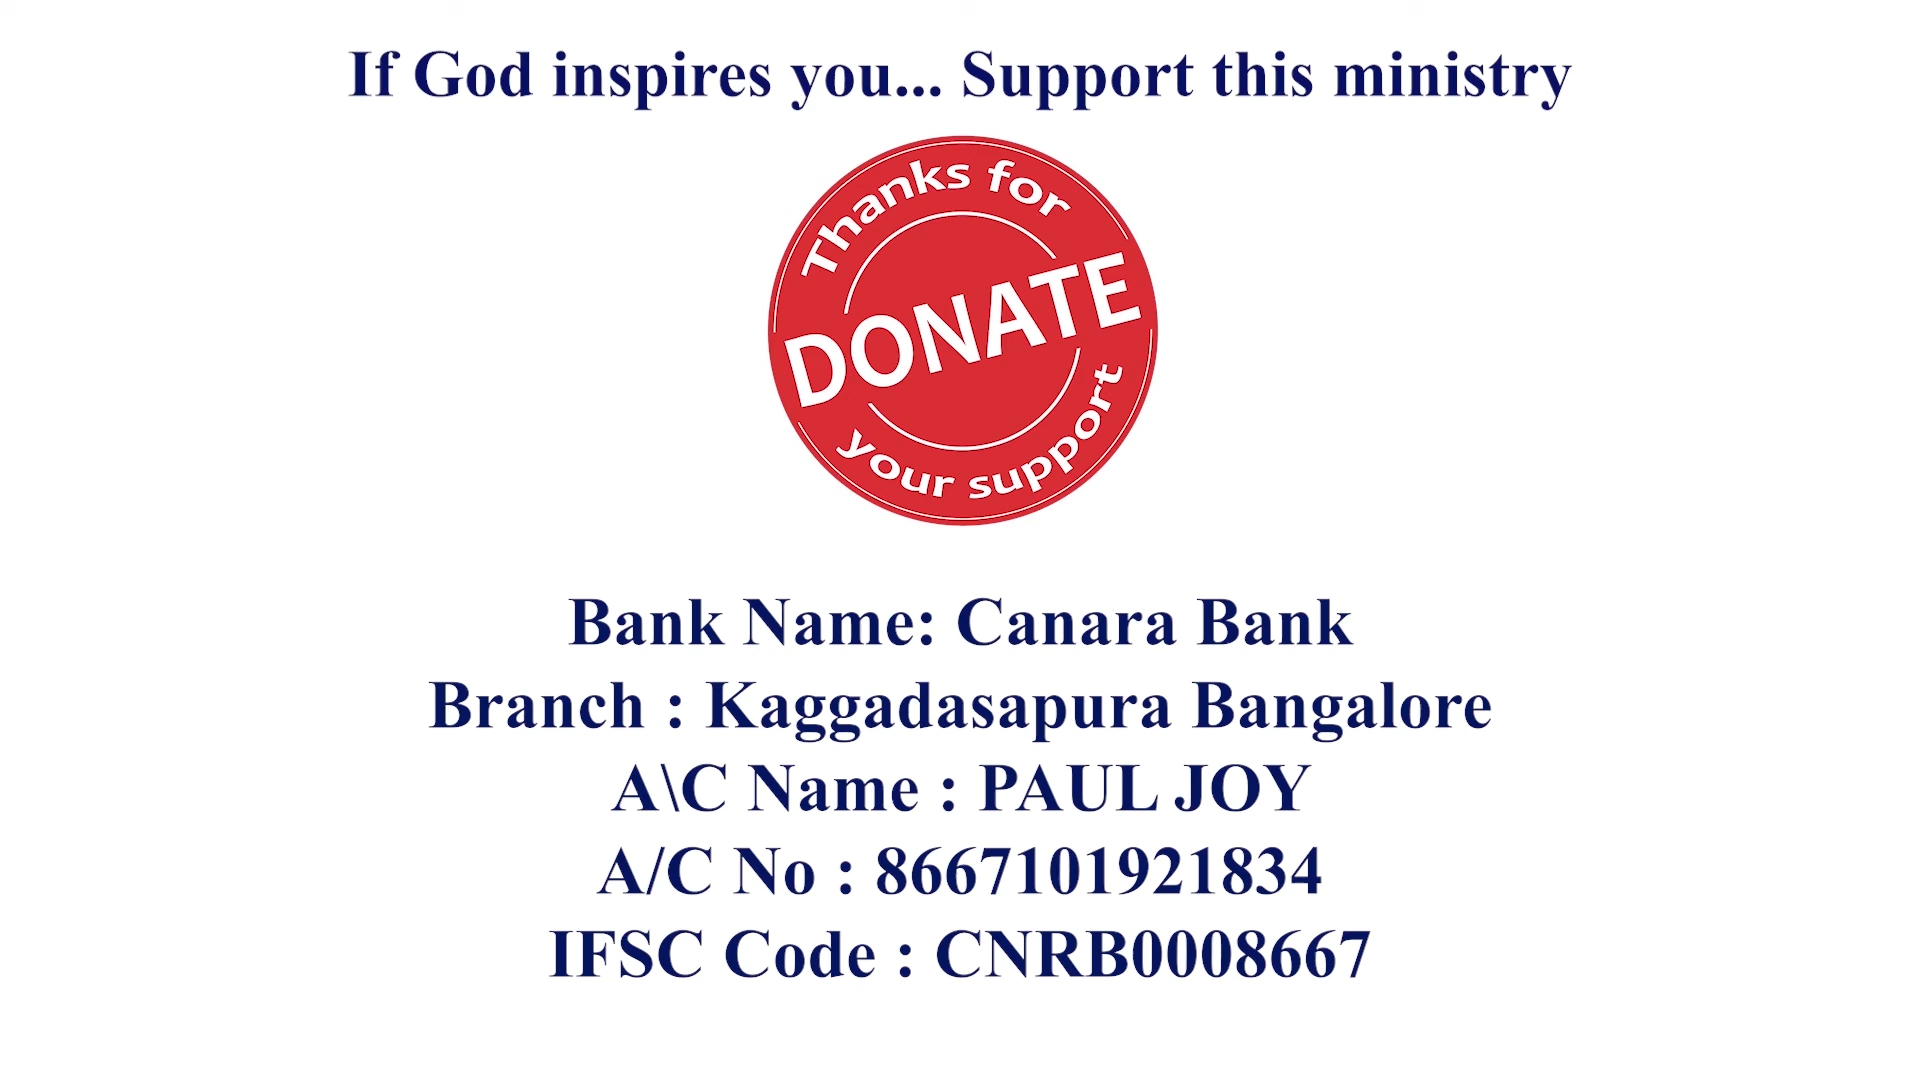 If God inspires you... Support this ministry
Thanks for
DONATE
your support
Bank Name: Canara Bank
Branch : Kaggadasapura Bangalore
A\C Name : PAUL JOY
A/C No : 8667101921834
IFSC Code : CNRB0008667